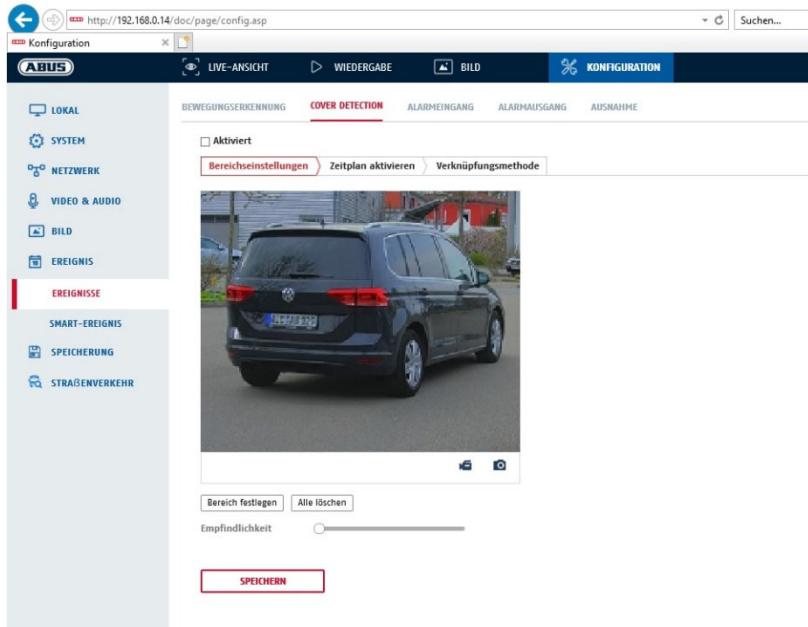 http://192.168.0.14/doc/page/config.asp
Suchen...
Konfiguration
ABUS
LIVE-ANSICHT
WIEDERGABE
BILD
KONFIGURATION
LOKAL
SYSTEM
NETZWERK
VIDEO & AUDIO
BILD
EREIGNIS
EREIGNISSE
SMART-EREIGNIS
SPEICHERUNG
STRAßENVERKEHR
BEWEGUNGSERKENNUNG
COVER DETECTION
ALARMEINGANG
ALARMAUSGANG
AUSNAHME
Aktiviert
Bereichseinstellungen
Zeitplan aktivieren
Verknüpfungsmethode
Bereich festlegen
Alle löschen
Empfindlichkeit
SPEICHERN